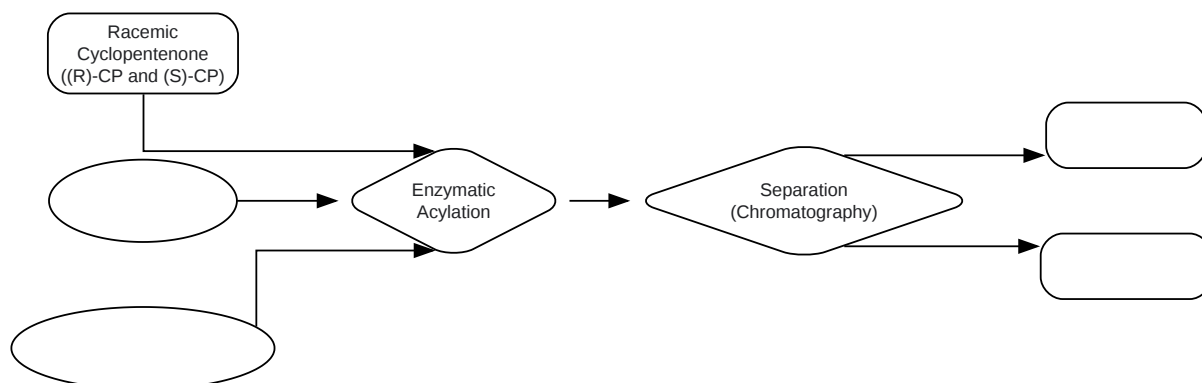 Racemic
Cyclopentenone
((R)-CP and (S)-CP)
Enzymatic
Acylation
Separation
(Chromatography)